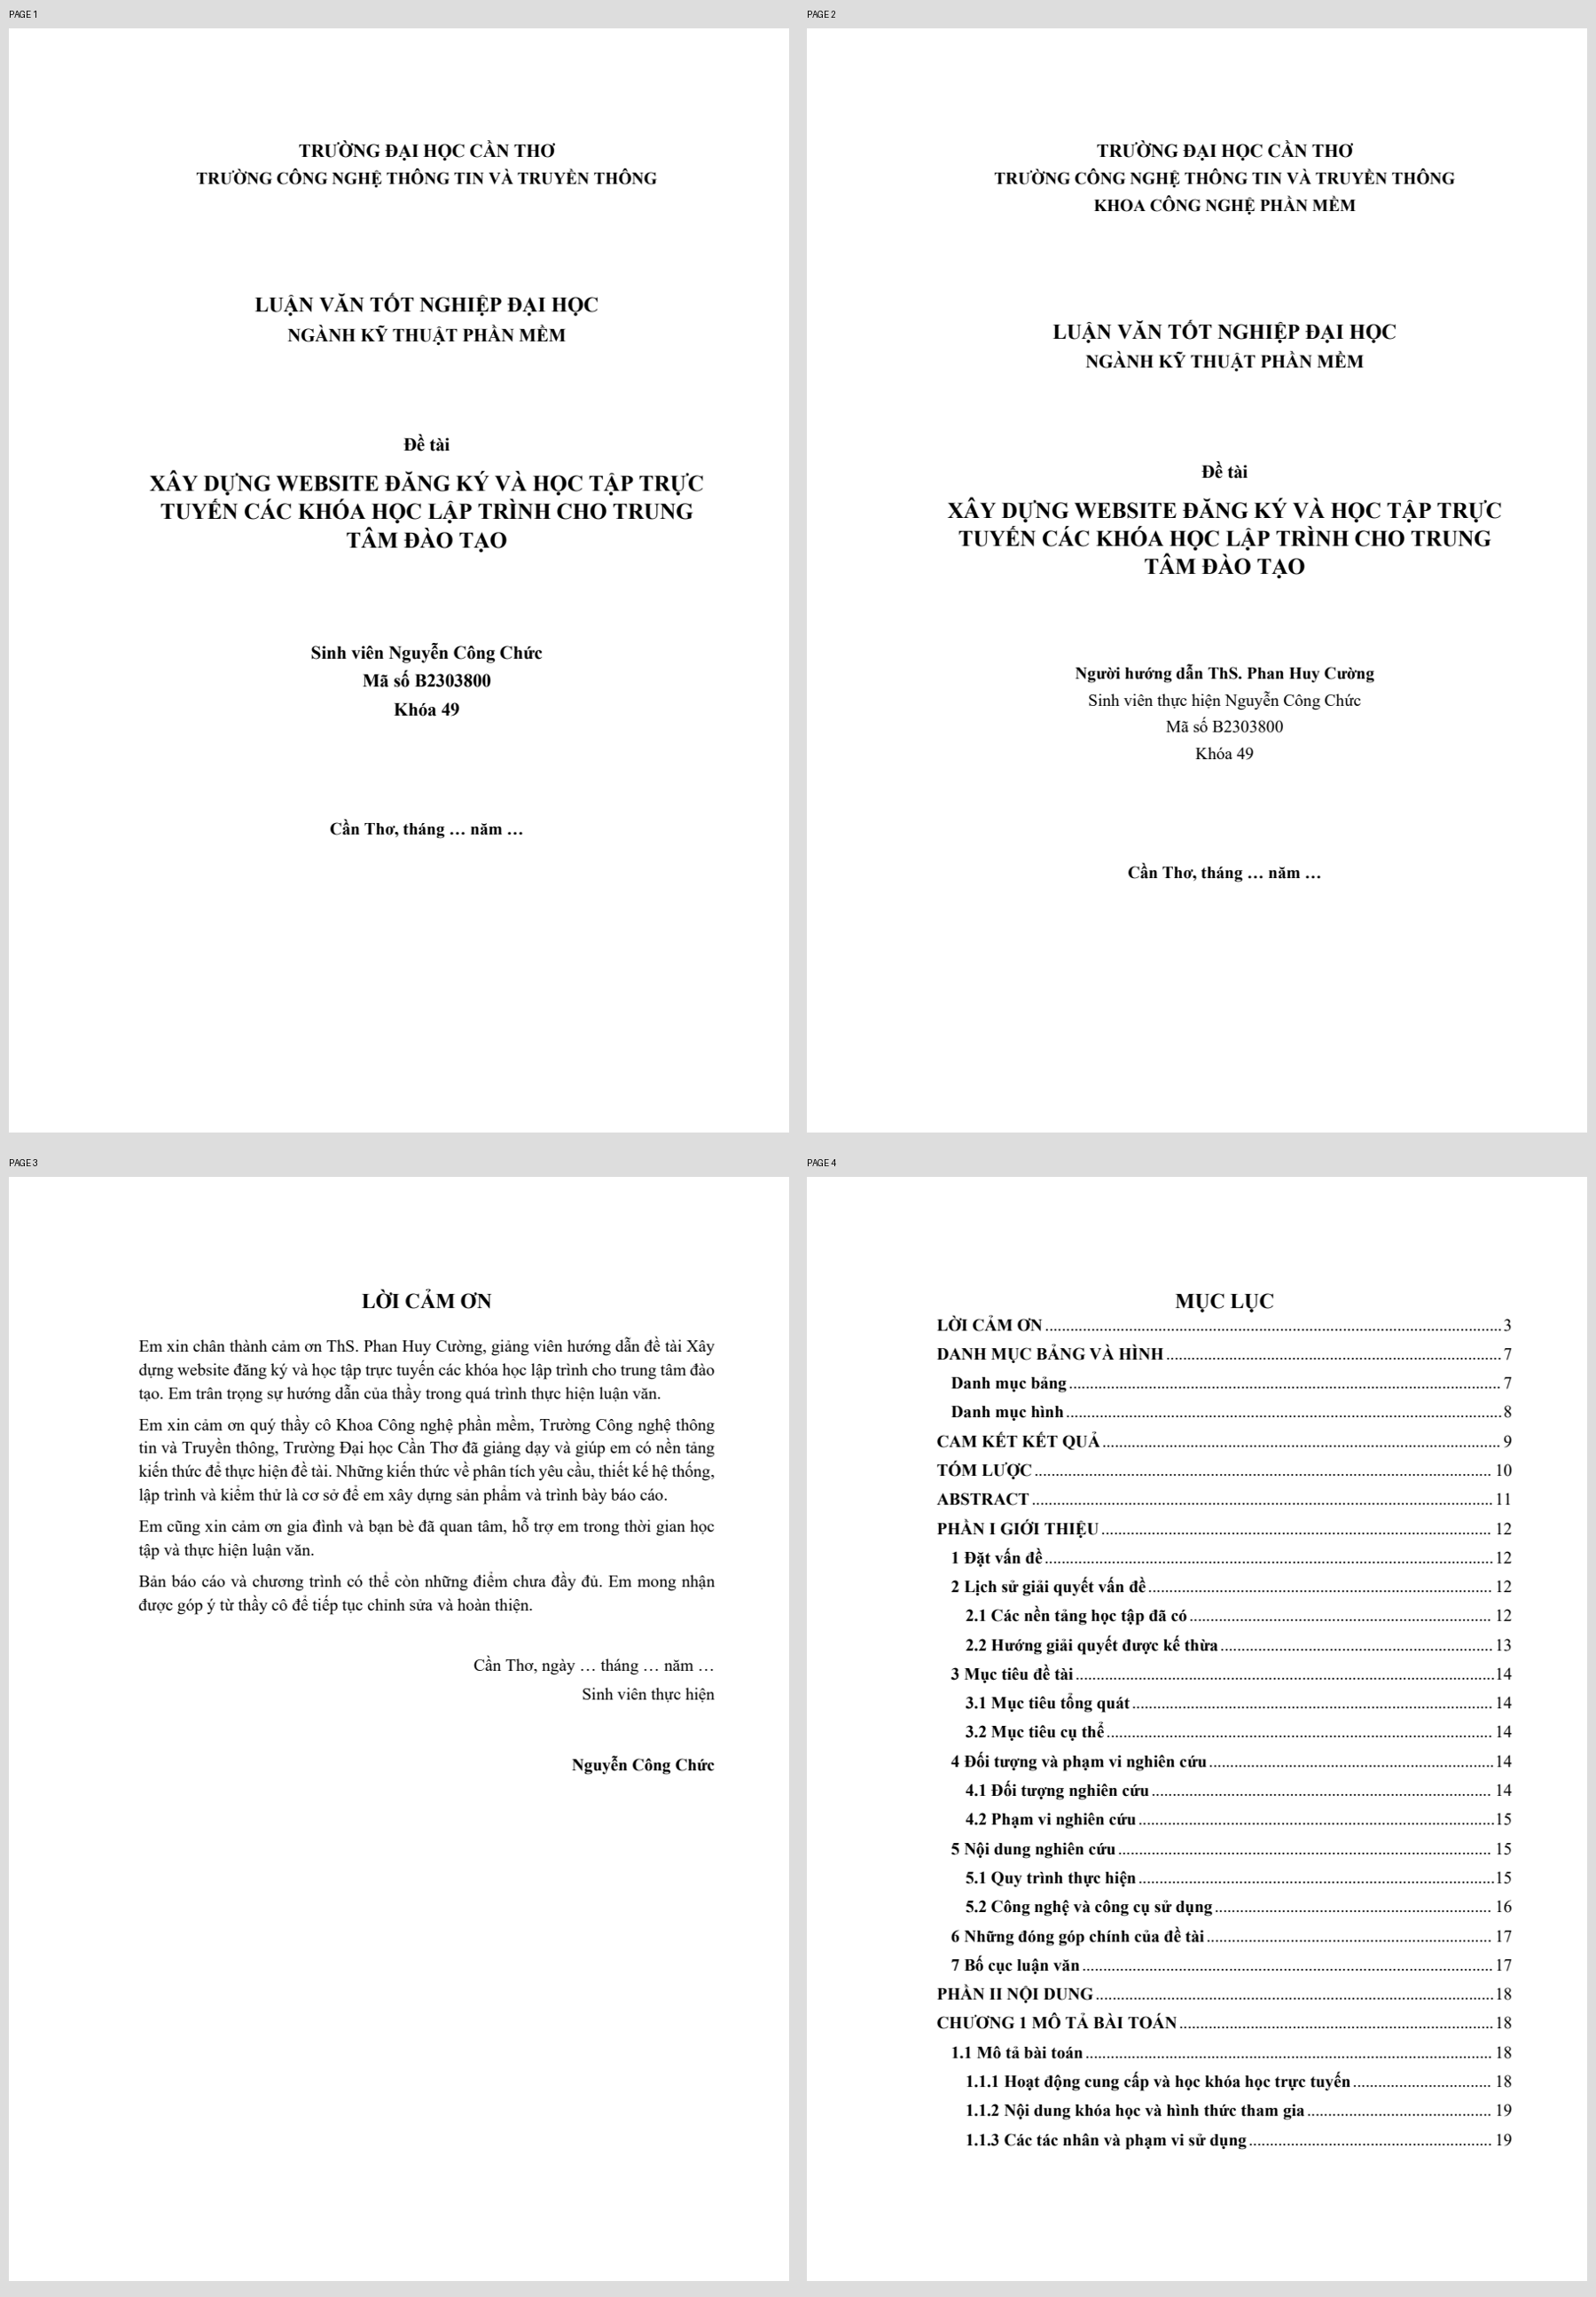 PAGE 1
TRƯỜNG ĐẠI HỌC CẦN THƠ
TRƯỜNG CÔNG NGHỆ THÔNG TIN VÀ TRUYỀN THÔNG
LUẬN VĂN TỐT NGHIỆP ĐẠI HỌC
NGÀNH KỸ THUẬT PHẦN MỀM
Đề tài
XÂY DỰNG WEBSITE ĐĂNG KÝ VÀ HỌC TẬP TRỰC
TUYẾN CÁC KHÓA HỌC LẬP TRÌNH CHO TRUNG
TÂM ĐÀO TẠO
Sinh viên Nguyễn Công Chức
Mã số B2303800
Khóa 49
Cần Thơ, tháng … năm …
PAGE 2
TRƯỜNG ĐẠI HỌC CẦN THƠ
TRƯỜNG CÔNG NGHỆ THÔNG TIN VÀ TRUYỀN THÔNG
KHOA CÔNG NGHỆ PHẦN MỀM
LUẬN VĂN TỐT NGHIỆP ĐẠI HỌC
NGÀNH KỸ THUẬT PHẦN MỀM
Đề tài
XÂY DỰNG WEBSITE ĐĂNG KÝ VÀ HỌC TẬP TRỰC
TUYẾN CÁC KHÓA HỌC LẬP TRÌNH CHO TRUNG
TÂM ĐÀO TẠO
Người hướng dẫn ThS. Phan Huy Cường
Sinh viên thực hiện Nguyễn Công Chức
Mã số B2303800
Khóa 49
Cần Thơ, tháng … năm …
PAGE 3
LỜI CẢM ƠN
Em xin chân thành cảm ơn ThS. Phan Huy Cường, giảng viên hướng dẫn đề tài Xây
dựng website đăng ký và học tập trực tuyến các khóa học lập trình cho trung tâm đào
tạo. Em trân trọng sự hướng dẫn của thầy trong quá trình thực hiện luận văn.
Em xin cảm ơn quý thầy cô Khoa Công nghệ phần mềm, Trường Công nghệ thông
tin và Truyền thông, Trường Đại học Cần Thơ đã giảng dạy và giúp em có nền tảng
kiến thức để thực hiện đề tài. Những kiến thức về phân tích yêu cầu, thiết kế hệ thống,
lập trình và kiểm thử là cơ sở để em xây dựng sản phẩm và trình bày báo cáo.
Em cũng xin cảm ơn gia đình và bạn bè đã quan tâm, hỗ trợ em trong thời gian học
tập và thực hiện luận văn.
Bản báo cáo và chương trình có thể còn những điểm chưa đầy đủ. Em mong nhận
được góp ý từ thầy cô để tiếp tục chỉnh sửa và hoàn thiện.
Cần Thơ, ngày … tháng … năm …
Sinh viên thực hiện
Nguyễn Công Chức
PAGE 4
MỤC LỤC
LỜI CẢM ƠN 3
DANH MỤC BẢNG VÀ HÌNH 7
Danh mục bảng 7
Danh mục hình 8
CAM KẾT KẾT QUẢ 9
TÓM LƯỢC 10
ABSTRACT 11
PHẦN I GIỚI THIỆU 12
1 Đặt vấn đề 12
2 Lịch sử giải quyết vấn đề 12
2.1 Các nền tảng học tập đã có 12
2.2 Hướng giải quyết được kế thừa 13
3 Mục tiêu đề tài 14
3.1 Mục tiêu tổng quát 14
3.2 Mục tiêu cụ thể 14
4 Đối tượng và phạm vi nghiên cứu 14
4.1 Đối tượng nghiên cứu 14
4.2 Phạm vi nghiên cứu 15
5 Nội dung nghiên cứu 15
5.1 Quy trình thực hiện 15
5.2 Công nghệ và công cụ sử dụng 16
6 Những đóng góp chính của đề tài 17
7 Bố cục luận văn 17
PHẦN II NỘI DUNG 18
CHƯƠNG 1 MÔ TẢ BÀI TOÁN 18
1.1 Mô tả bài toán 18
1.1.1 Hoạt động cung cấp và học khóa học trực tuyến 18
1.1.2 Nội dung khóa học và hình thức tham gia 19
1.1.3 Các tác nhân và phạm vi sử dụng 19